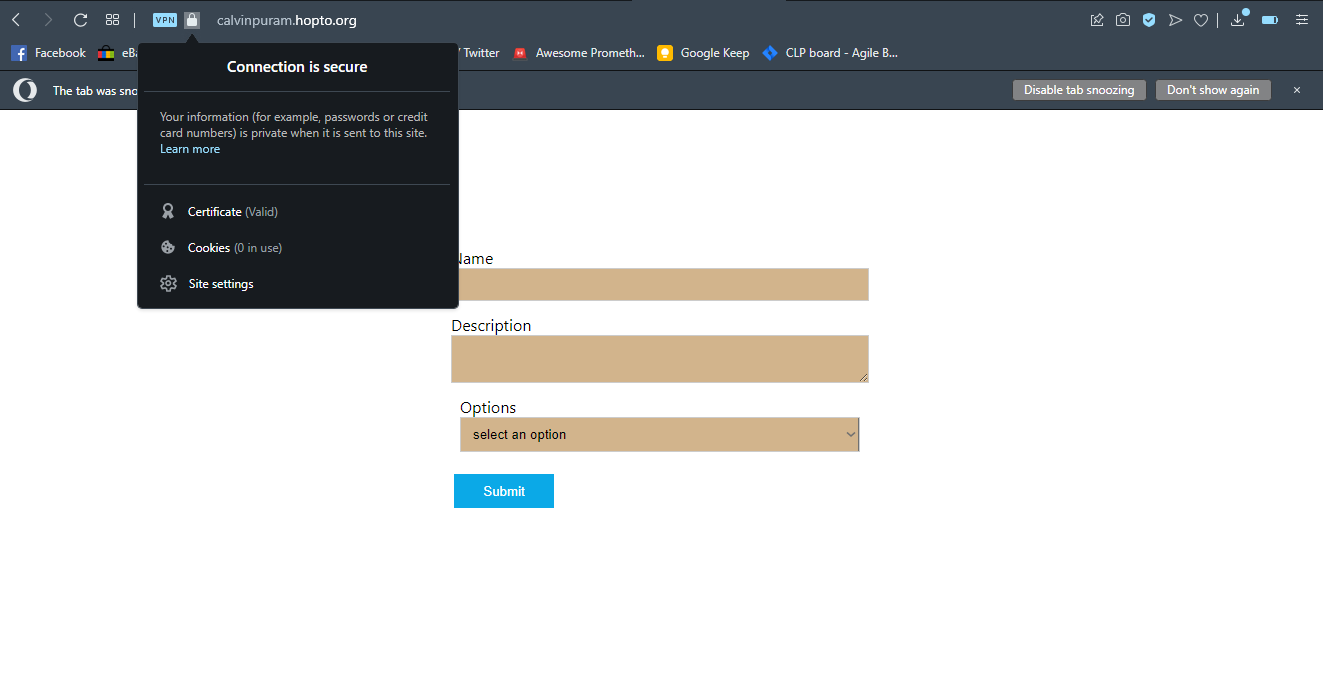 VPN
calvinpuram.hopto.org
Facebook
Twitter
Awesome Prometh...
Google Keep
CLP board - Agile B...
The tab was sno
Disable tab snoozing
Don't show again
Connection is secure
Your information (for example, passwords or credit
card numbers) is private when it is sent to this site.
Learn more
Certificate (Valid)
Cookies (0 in use)
Site settings
Name
Description
Options
select an option
Submit